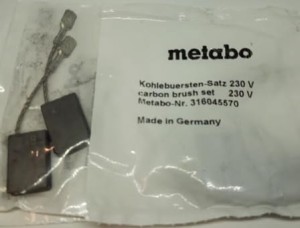 metabo
Kohlebuersten-Satz 230 V
carbon brush set 230 V
Metabo-Nr. 316045570
Made in Germany